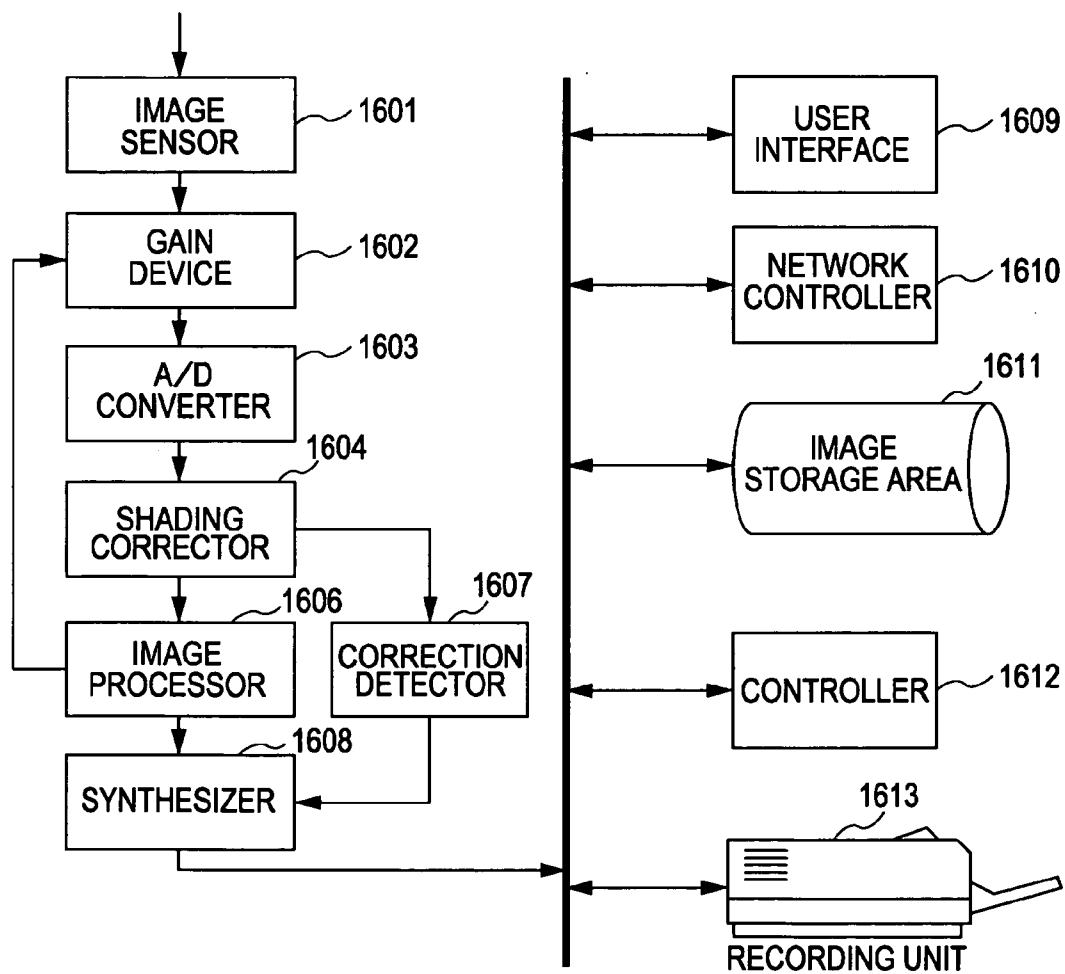 IMAGE
SENSOR
1601
GAIN
DEVICE
1602
A/D
CONVERTER
1603
SHADING
CORRECTOR
1604
IMAGE
PROCESSOR
1606
CORRECTION
DETECTOR
1607
SYNTHESIZER
1608
USER
INTERFACE
1609
NETWORK
CONTROLLER
1610
IMAGE
STORAGE AREA
1611
CONTROLLER
1612
1613
RECORDING UNIT